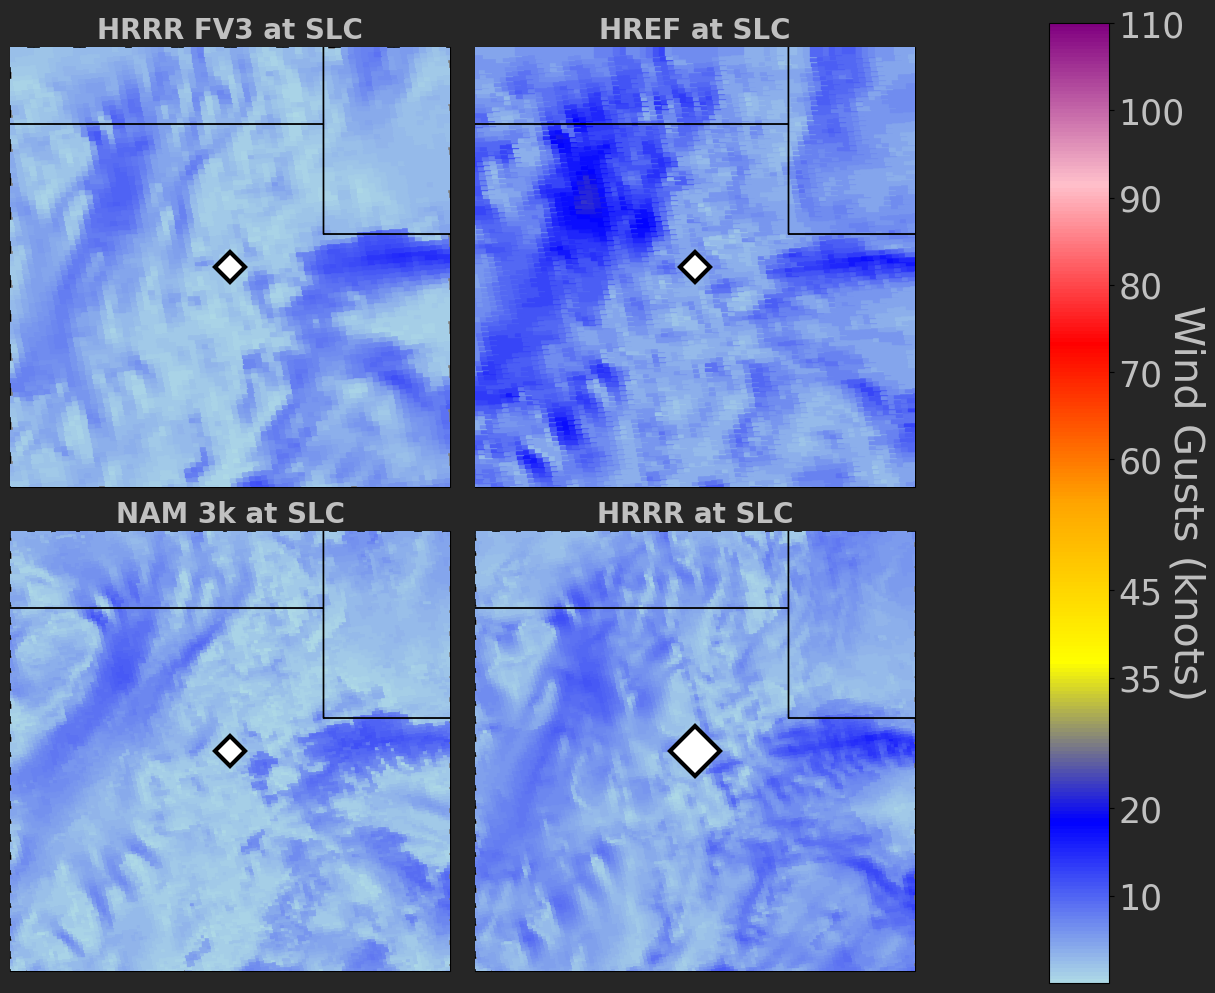 HRRR FV3 at SLC
HREF at SLC
NAM 3k at SLC
HRRR at SLC
110
100
90
80
70
60
45
35
20
10
Wind Gusts (knots)